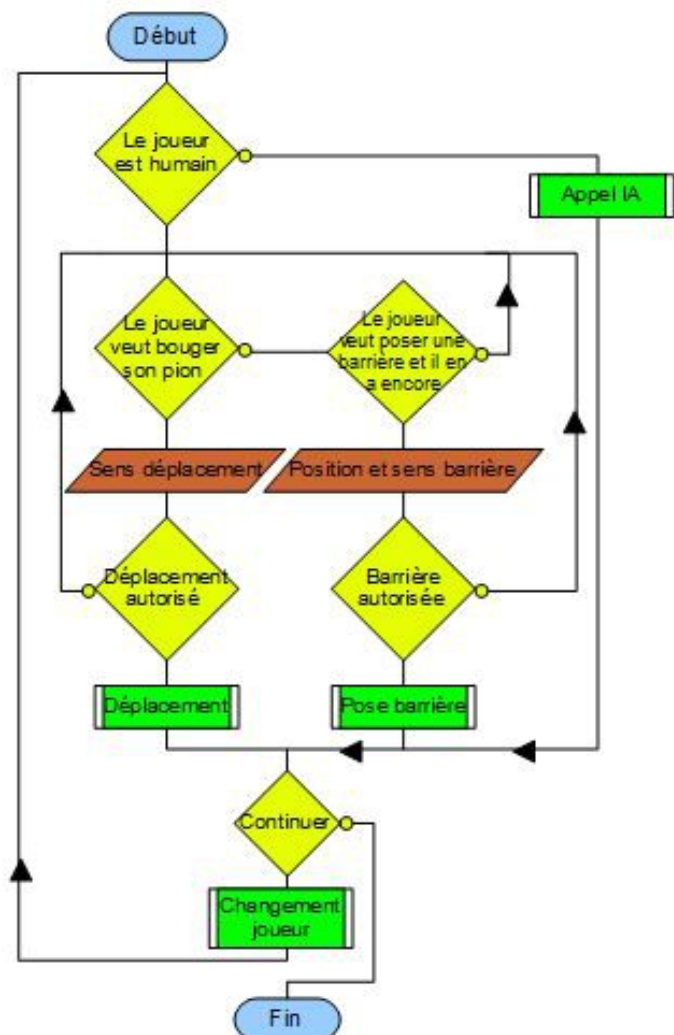 Début
Le joueur
est humain
Appel IA
Le joueur
veut bouger
son pion
Le joueur
veut poser une
barrière et il en
a encore
Sens déplacement
Position et sens barrière
Déplacement
autorisé
Barrière
autorisée
Déplacement
Pose barrière
Continuer
Changement
joueur
Fin